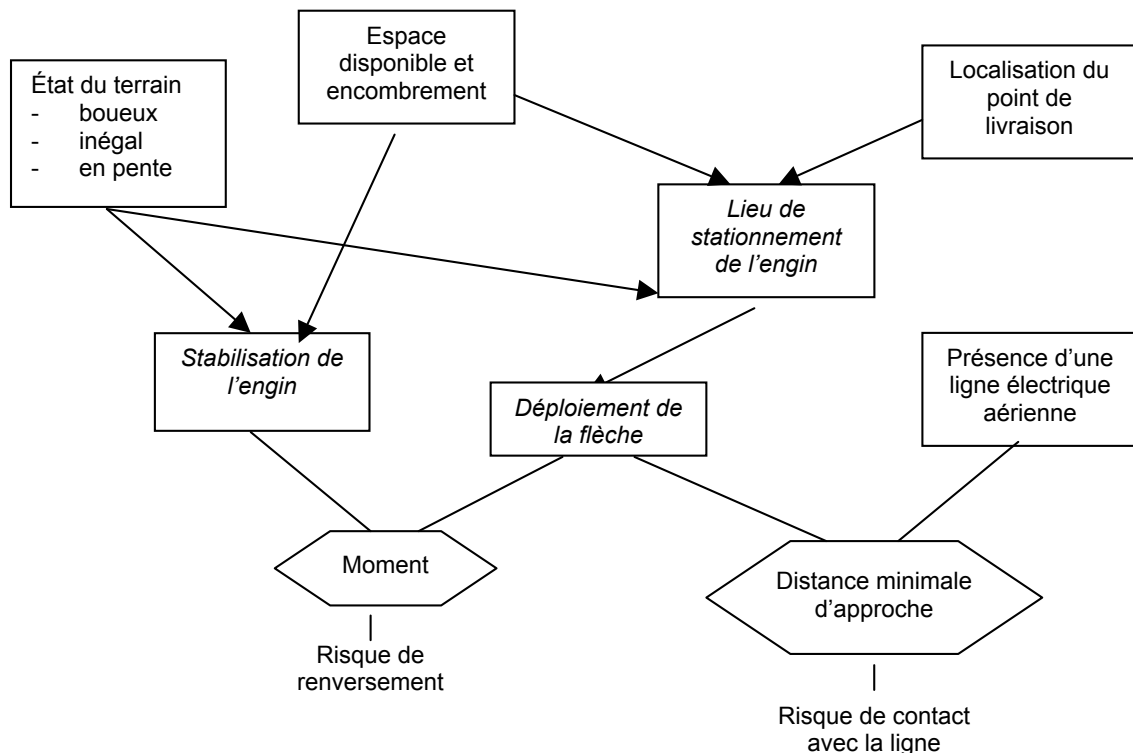 Espace
disponible et
encombrement
État du terrain
- boueux
- inégal
- en pente
Localisation du
point de
livraison
Lieu de
stationnement
de l’engin
Stabilisation de
l’engin
Déploiement de
la flèche
Présence d’une
ligne électrique
aérienne
Moment
Distance minimale
d’approche
Risque de
renversement
Risque de contact
avec la ligne